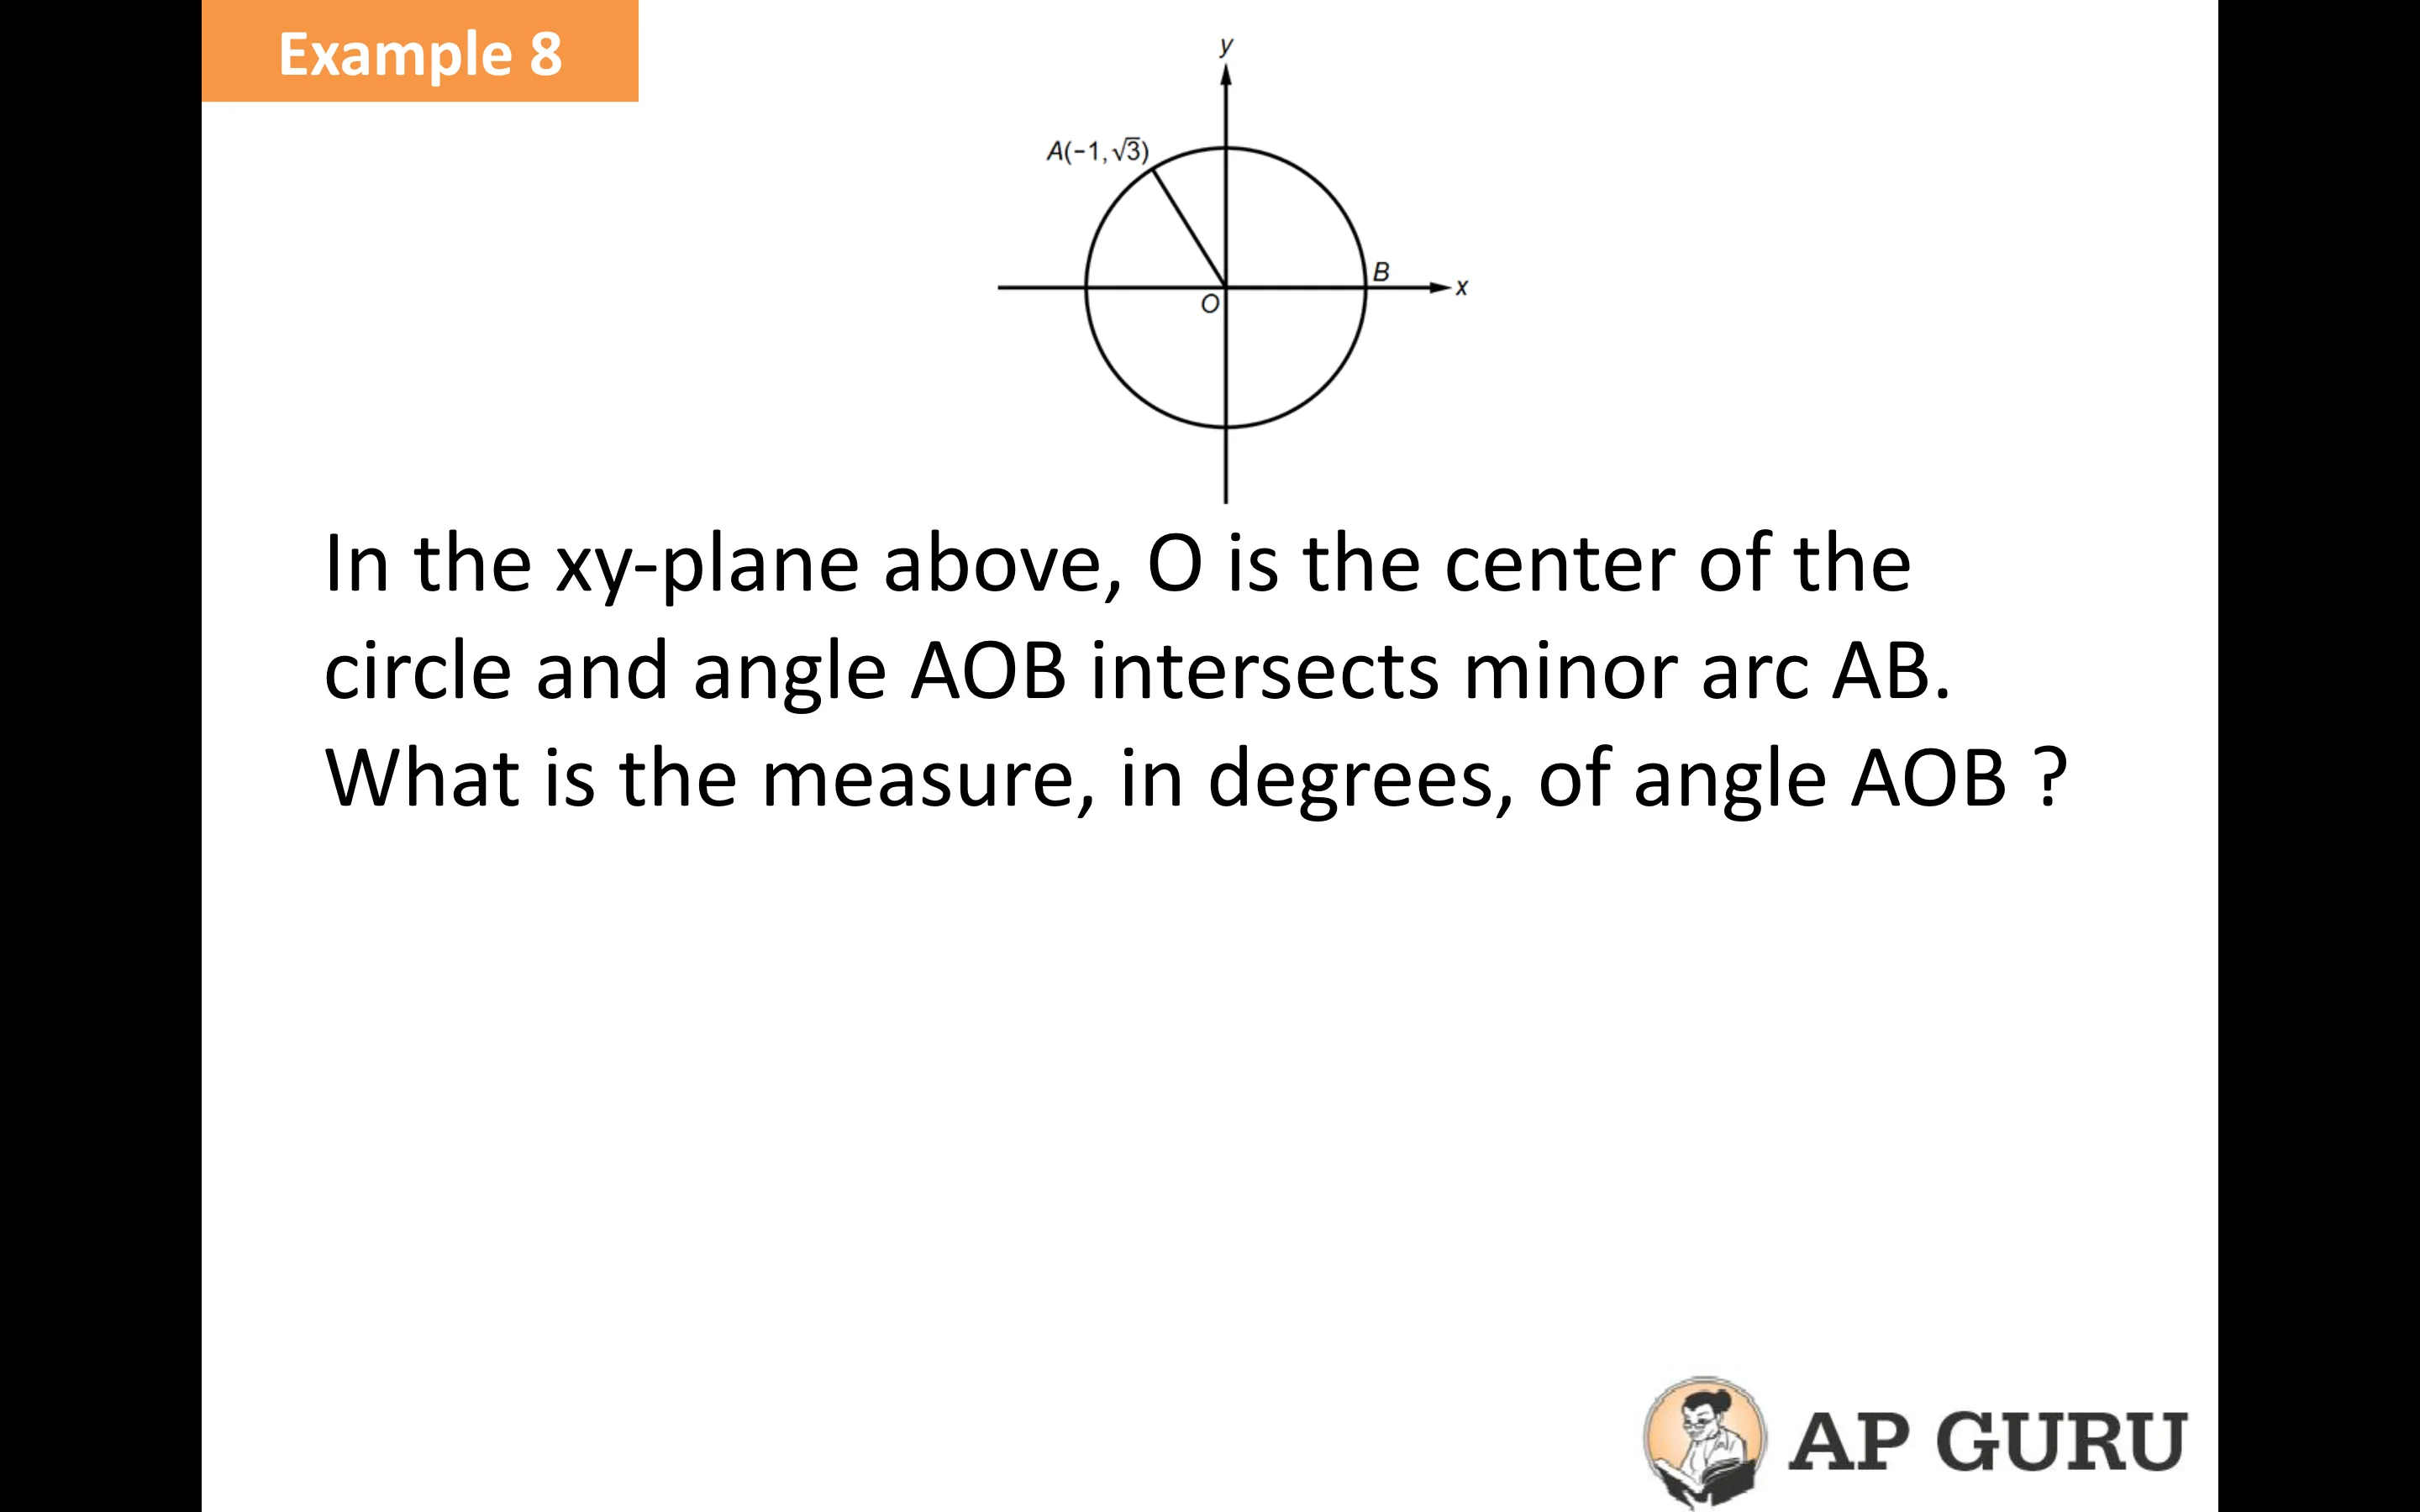 Example 8
y
A(−1,√3)
B
x
O
In the xy-plane above, O is the center of the
circle and angle AOB intersects minor arc AB.
What is the measure, in degrees, of angle AOB ?
AP GURU